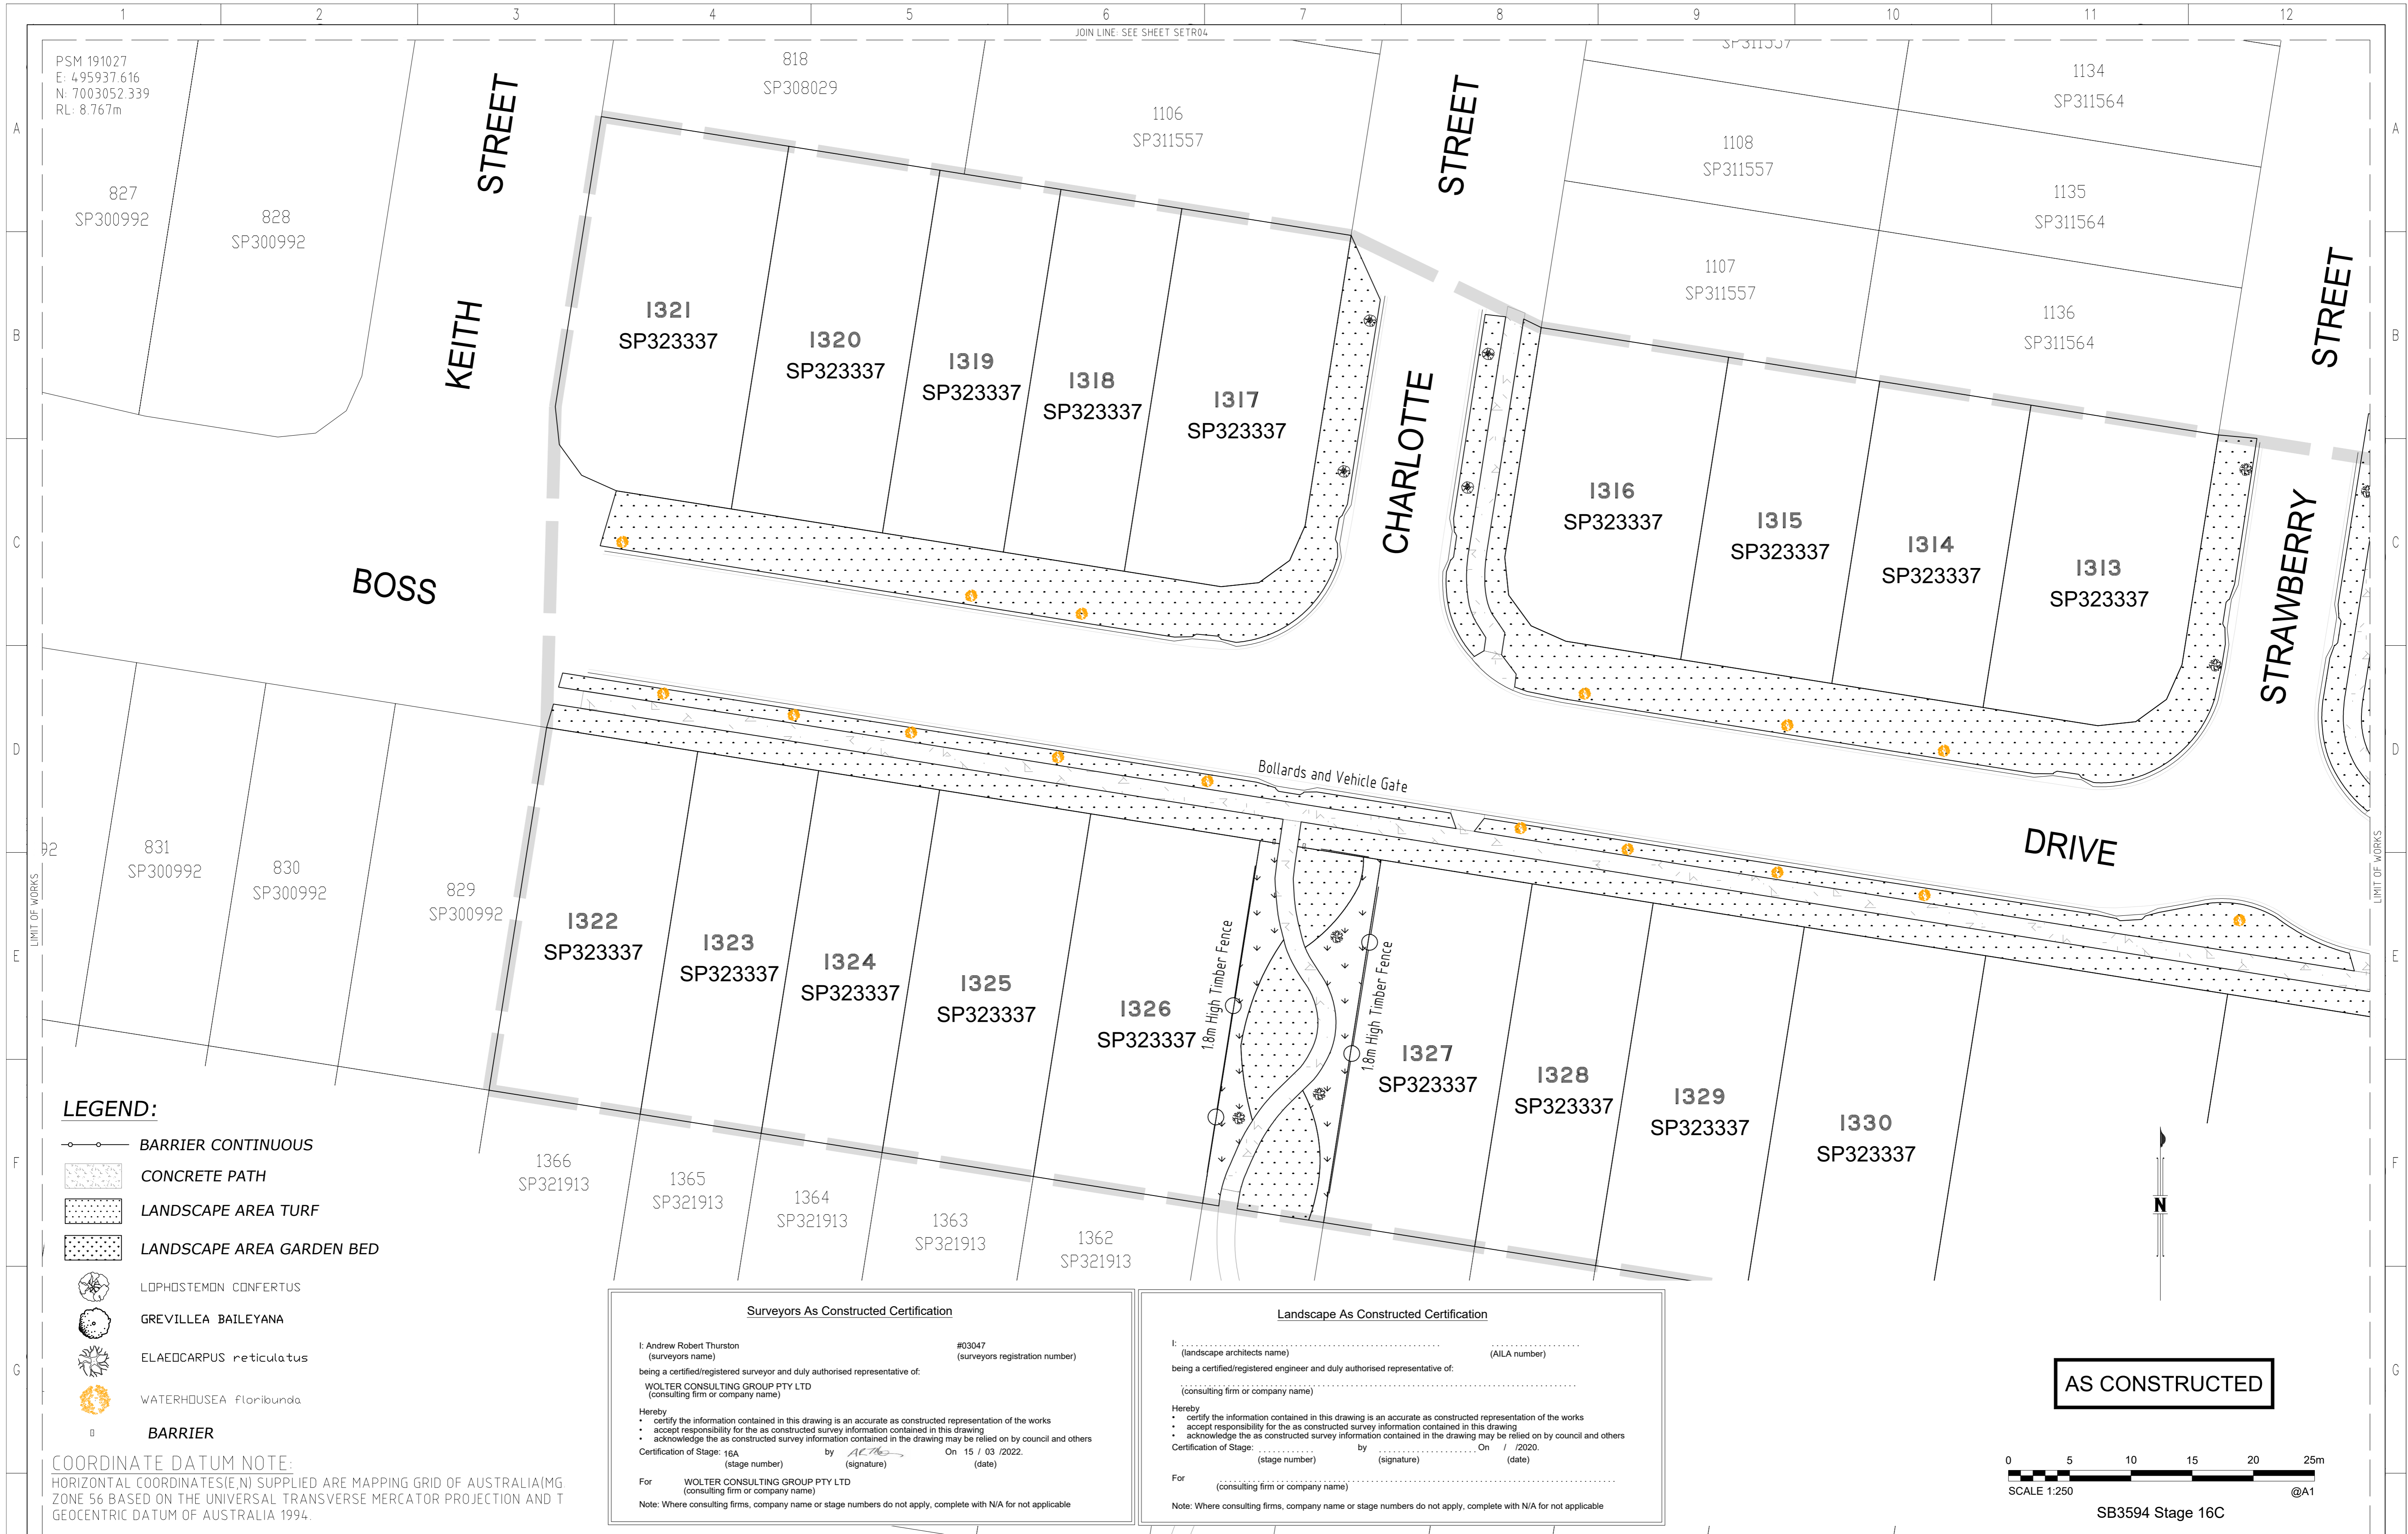 1 2 3 4 5 6 7 8 9 10 11 12
JOIN LINE: SEE SHEET SETR04
A
B
C
D
E
F
G
A
B
C
D
E
F
G
PSM 191027
E: 495937.616
N: 7003052.339
RL: 8.767m
827
SP300992
828
SP300992
KEITH STREET
818
SP308029
1106
SP311557
CHARLOTTE STREET
SP311557
1108
SP311557
1107
SP311557
1134
SP311564
1135
SP311564
1136
SP311564
STRAWBERRY STREET
1321
SP323337
1320
SP323337
1319
SP323337
1318
SP323337
1317
SP323337
1316
SP323337
1315
SP323337
1314
SP323337
1313
SP323337
BOSS
DRIVE
Bollards and Vehicle Gate
92
831
SP300992
830
SP300992
829
SP300992
LIMIT OF WORKS
LIMIT OF WORKS
1322
SP323337
1323
SP323337
1324
SP323337
1325
SP323337
1326
SP323337
1.8m High Timber Fence
1.8m High Timber Fence
1327
SP323337
1328
SP323337
1329
SP323337
1330
SP323337
1366
SP321913
1365
SP321913
1364
SP321913
1363
SP321913
1362
SP321913
LEGEND:
BARRIER CONTINUOUS
CONCRETE PATH
LANDSCAPE AREA TURF
LANDSCAPE AREA GARDEN BED
LOPHOSTEMON CONFERTUS
GREVILLEA BAILEYANA
ELAEOCARPUS reticulatus
WATERHOUSEA floribunda
BARRIER
COORDINATE DATUM NOTE:
HORIZONTAL COORDINATES(E,N) SUPPLIED ARE MAPPING GRID OF AUSTRALIA(MG
ZONE 56 BASED ON THE UNIVERSAL TRANSVERSE MERCATOR PROJECTION AND T
GEOCENTRIC DATUM OF AUSTRALIA 1994.
Surveyors As Constructed Certification
I: Andrew Robert Thurston #03047
(surveyors name) (surveyors registration number)
being a certified/registered surveyor and duly authorised representative of:
WOLTER CONSULTING GROUP PTY LTD
(consulting firm or company name)
Hereby
• certify the information contained in this drawing is an accurate as constructed representation of the works
• accept responsibility for the as constructed survey information contained in this drawing
• acknowledge the as constructed survey information contained in the drawing may be relied on by council and others
Certification of Stage: 16A by On 15 / 03 /2022.
(stage number) (signature) (date)
For WOLTER CONSULTING GROUP PTY LTD
(consulting firm or company name)
Note: Where consulting firms, company name or stage numbers do not apply, complete with N/A for not applicable
Landscape As Constructed Certification
I:
(landscape architects name) (AILA number)
being a certified/registered engineer and duly authorised representative of:
(consulting firm or company name)
Hereby
• certify the information contained in this drawing is an accurate as constructed representation of the works
• accept responsibility for the as constructed survey information contained in this drawing
• acknowledge the as constructed survey information contained in the drawing may be relied on by council and others
Certification of Stage: by On / /2020.
(stage number) (signature) (date)
For
(consulting firm or company name)
Note: Where consulting firms, company name or stage numbers do not apply, complete with N/A for not applicable
N
AS CONSTRUCTED
0 5 10 15 20 25m
SCALE 1:250 @A1
SB3594 Stage 16C